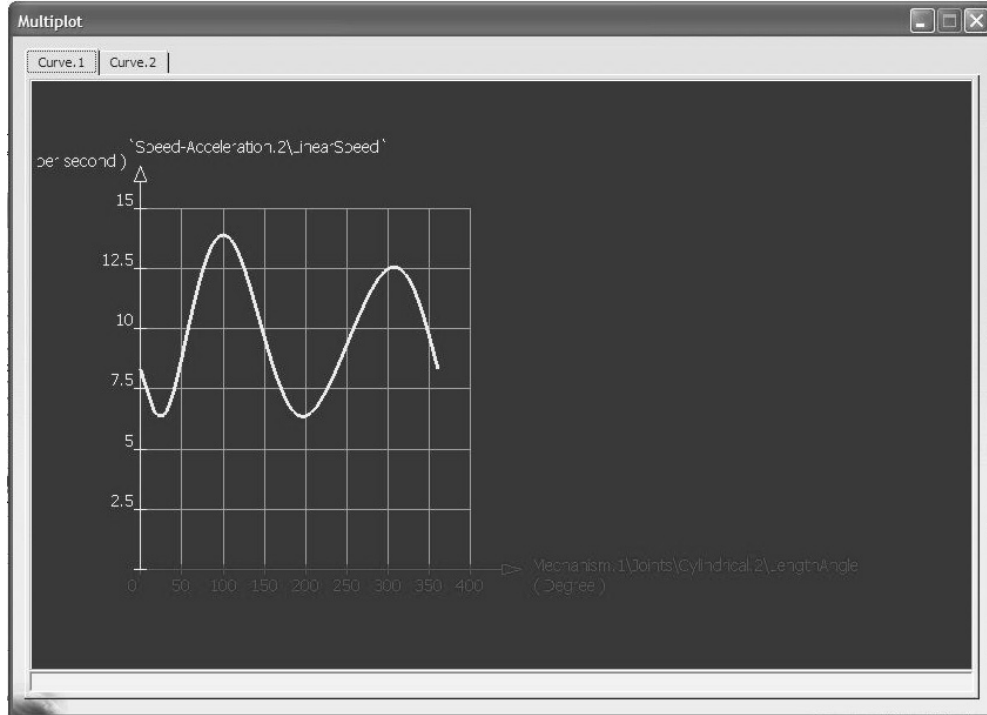 Multiplot
Curve.1 Curve.2
`Speed-Acceleration.2\LinearSpeed`
per second )
15
12.5
10
7.5
5
2.5
0 50 100 150 200 250 300 350 400
Mechanism.1\Joints\Cylindrical.2\LengthAngle
( Degree )